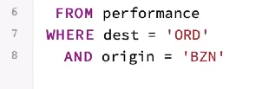 6 FROM performance
7 WHERE dest = 'ORD'
8 AND origin = 'BZN'